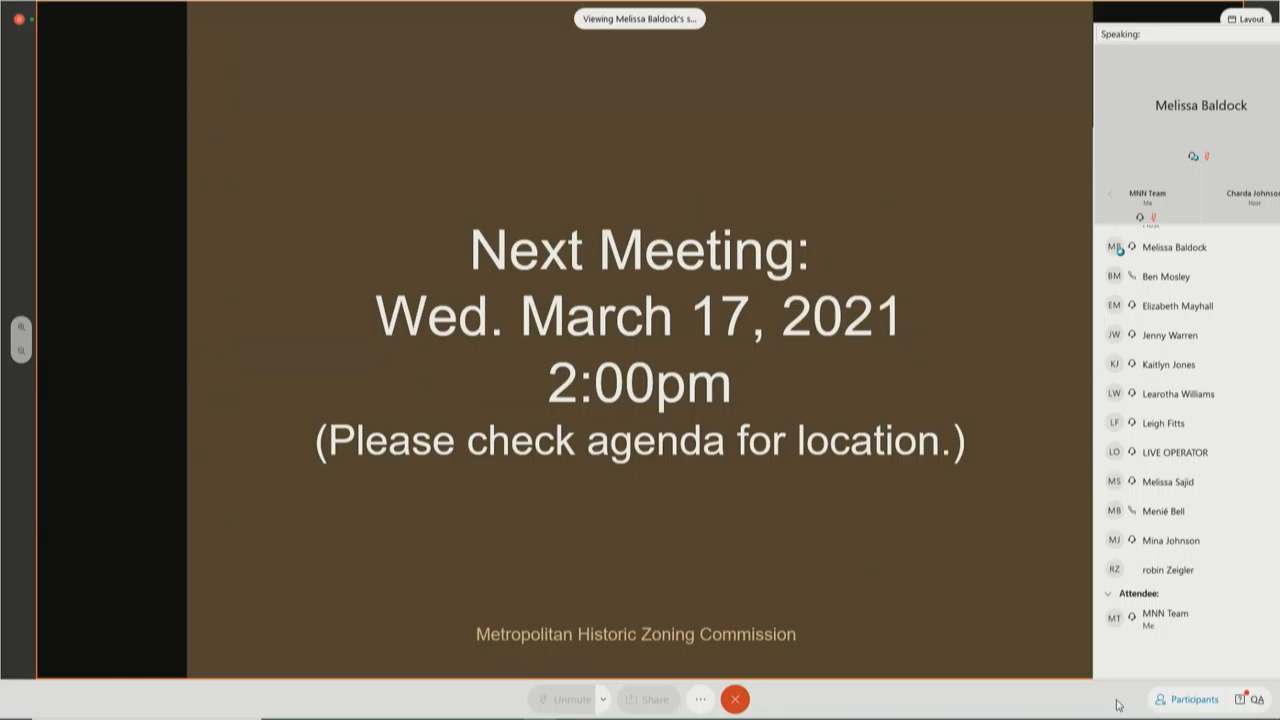 Viewing Melissa Baldock's s...
Layout
Speaking:
Melissa Baldock
MNN Team
Me
Charda Johnson
Host
Next Meeting:
Wed. March 17, 2021
2:00pm
(Please check agenda for location.)
Metropolitan Historic Zoning Commission
MB Melissa Baldock
BM Ben Mosley
EM Elizabeth Mayhall
JW Jenny Warren
KJ Kaitlyn Jones
LW Learotha Williams
LF Leigh Fitts
LO LIVE OPERATOR
MS Melissa Sajid
MB Menié Bell
MJ Mina Johnson
RZ robin Zeigler
Attendee:
MT MNN Team
Me
Unmute
Share
Participants
QA